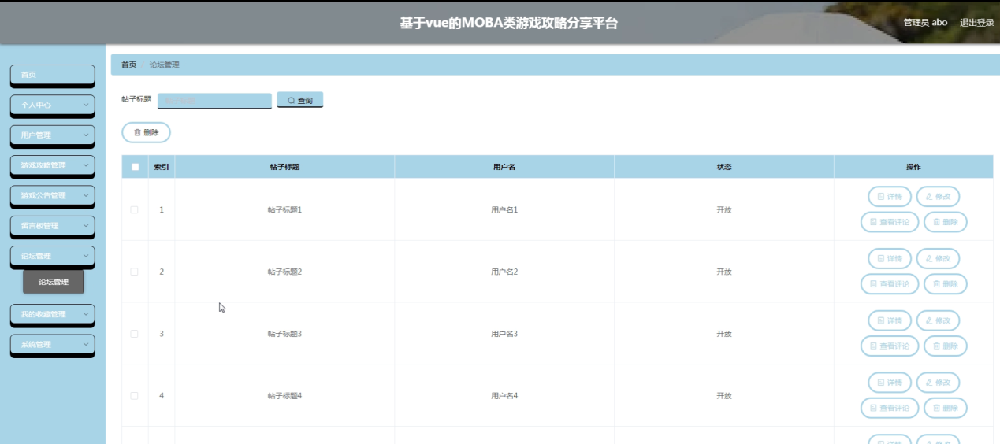 基于vue的MOBA类游戏攻略分享平台
管理员 abo 退出登录
首页
个人中心
用户管理
游戏攻略管理
游戏公告管理
留言板管理
论坛管理
论坛管理
我的收藏管理
系统管理
首页 论坛管理
帖子标题 帖子标题 查询
删除
索引 帖子标题 用户名 状态 操作
1 帖子标题1 用户名1 开放 详情 修改
查看评论 删除
2 帖子标题2 用户名2 开放 详情 修改
查看评论 删除
3 帖子标题3 用户名3 开放 详情 修改
查看评论 删除
4 帖子标题4 用户名4 开放 详情 修改
查看评论 删除